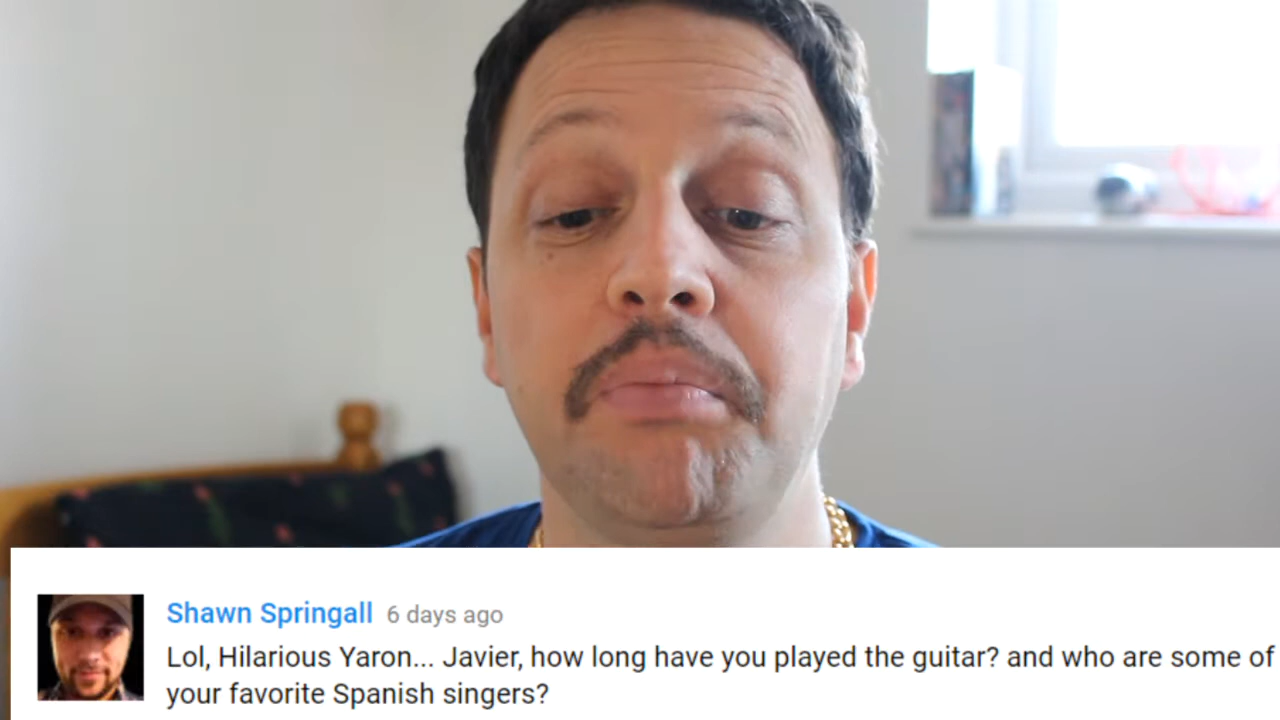 Shawn Springall 6 days ago
Lol, Hilarious Yaron... Javier, how long have you played the guitar? and who are some of
your favorite Spanish singers?